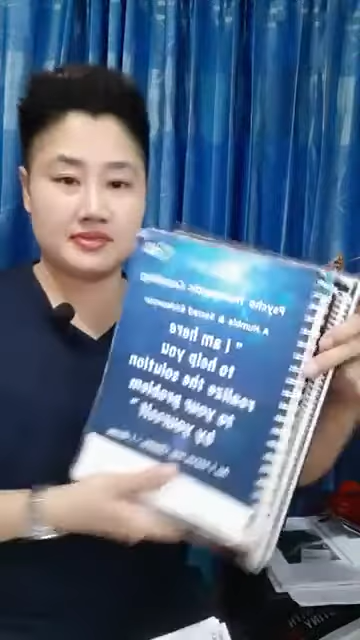 Psycho Therapeutic Counseling
A Humble & Sacred Endeavour
" I am here
to help you
realize the solution
to your problem
by yourself "